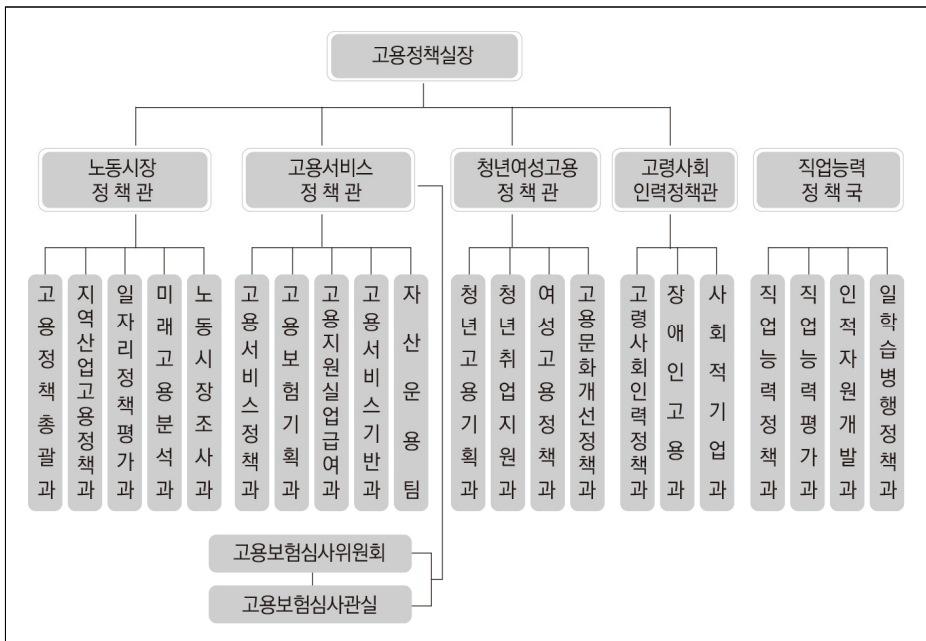 고용정책실장
노동시장
정 책 관
고용서비스
정 책 관
청년여성고용
정 책 관
고령사회
인력정책관
직업능력
정 책 국
고용정책총괄과
지역산업고용정책과
일자리정책평가과
미래고용분석과
노동시장조사과
고용서비스정책과
고용보험기획과
고용지원실업급여과
고용서비스기반과
자산운용팀
청년고용기획과
청년취업지원과
여성고용정책과
고용문화개선정책과
고령사회인력정책과
장애인고용과
사회적기업과
직업능력정책과
직업능력평가과
인적자원개발과
일학습병행정책과
고용보험심사위원회
고용보험심사관실